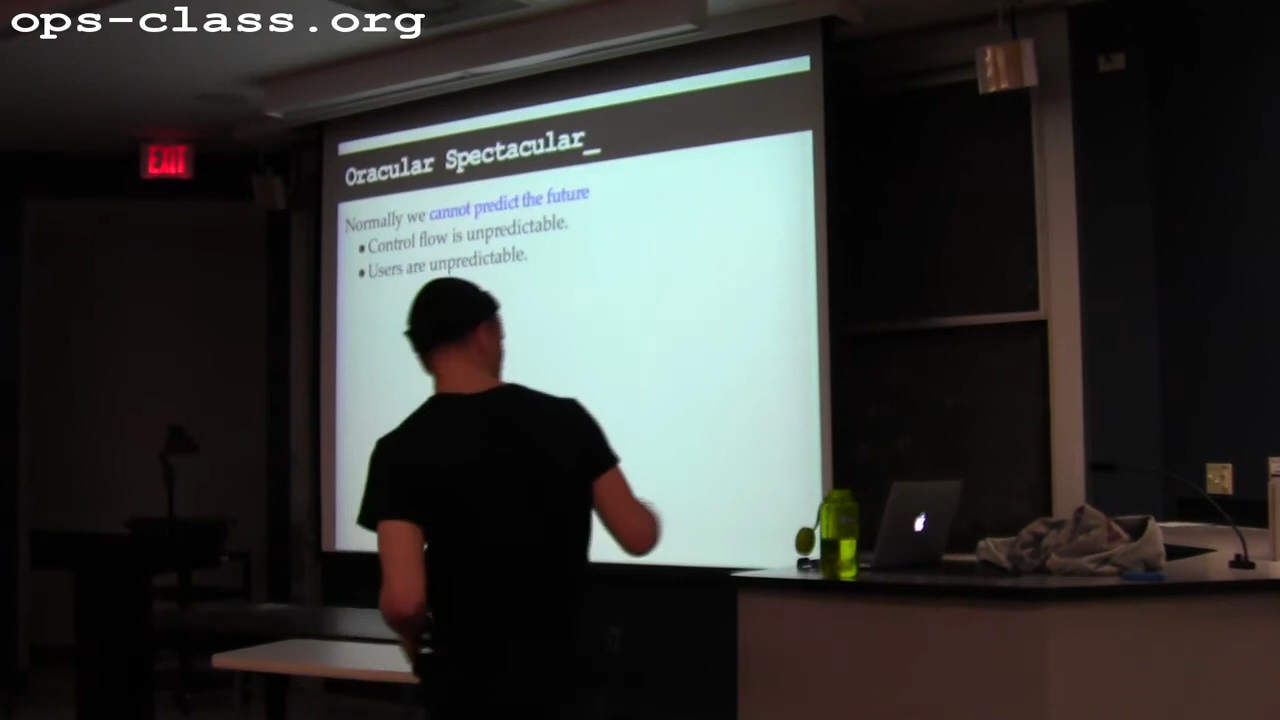 ops-class.org
EXIT
Oracular Spectacular_
Normally we cannot predict the future
• Control flow is unpredictable.
• Users are unpredictable.